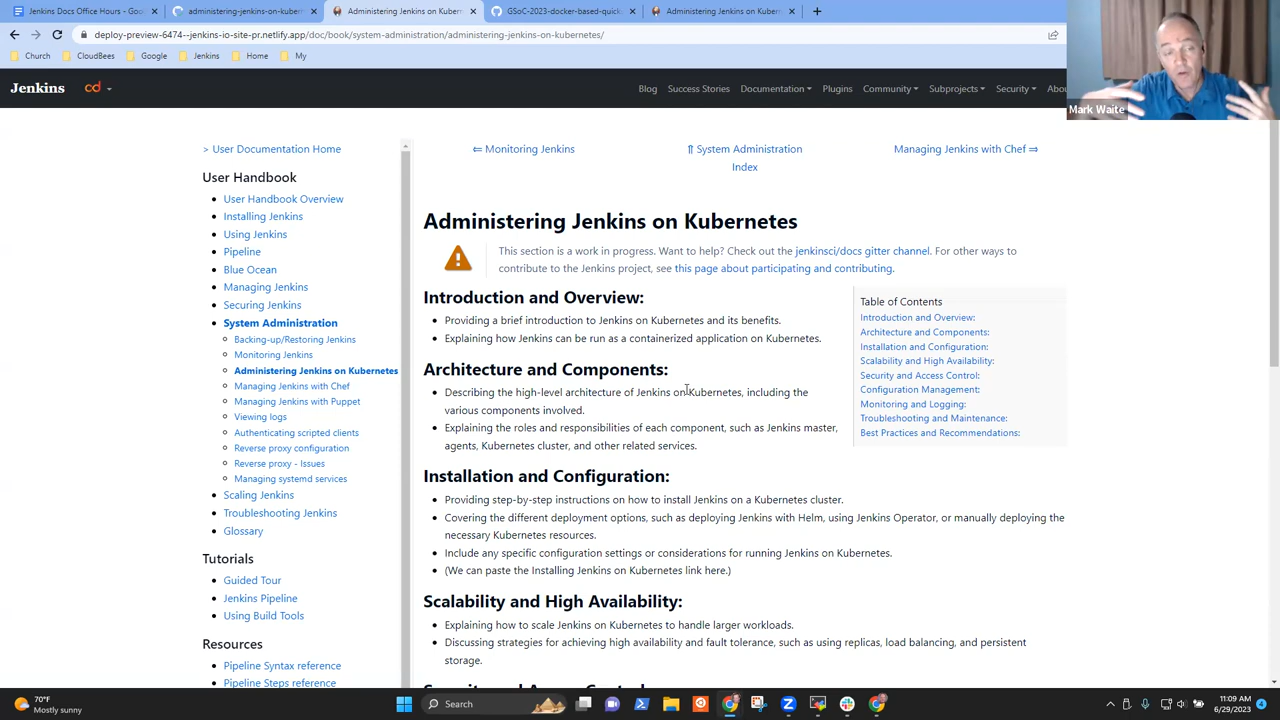 Jenkins Docs Office Hours - Goo
administering-jenkins-on-kubern
Administering Jenkins on Kuber
GSoC-2023-docker-based-quick
Administering Jenkins on Kubern
deploy-preview-6474--jenkins-io-site-pr.netlify.app/doc/book/system-administration/administering-jenkins-on-kubernetes/
Church
CloudBees
Google
Jenkins
Home
My
Mark Waite
Jenkins
cd
Blog
Success Stories
Documentation
Plugins
Community
Subprojects
Security
Abou
> User Documentation Home
User Handbook
User Handbook Overview
Installing Jenkins
Using Jenkins
Pipeline
Blue Ocean
Managing Jenkins
Securing Jenkins
System Administration
Backing-up/Restoring Jenkins
Monitoring Jenkins
Administering Jenkins on Kubernetes
Managing Jenkins with Chef
Managing Jenkins with Puppet
Viewing logs
Authenticating scripted clients
Reverse proxy configuration
Reverse proxy - Issues
Managing systemd services
Scaling Jenkins
Troubleshooting Jenkins
Glossary
Tutorials
Guided Tour
Jenkins Pipeline
Using Build Tools
Resources
Pipeline Syntax reference
Pipeline Steps reference
⇐ Monitoring Jenkins
⇑ System Administration
Index
Managing Jenkins with Chef ⇒
Administering Jenkins on Kubernetes
This section is a work in progress. Want to help? Check out the jenkinsci/docs gitter channel. For other ways to
contribute to the Jenkins project, see this page about participating and contributing.
Introduction and Overview:
Providing a brief introduction to Jenkins on Kubernetes and its benefits.
Explaining how Jenkins can be run as a containerized application on Kubernetes.
Architecture and Components:
Describing the high-level architecture of Jenkins on Kubernetes, including the
various components involved.
Explaining the roles and responsibilities of each component, such as Jenkins master,
agents, Kubernetes cluster, and other related services.
Installation and Configuration:
Providing step-by-step instructions on how to install Jenkins on a Kubernetes cluster.
Covering the different deployment options, such as deploying Jenkins with Helm, using Jenkins Operator, or manually deploying the
necessary Kubernetes resources.
Include any specific configuration settings or considerations for running Jenkins on Kubernetes.
(We can paste the Installing Jenkins on Kubernetes link here.)
Scalability and High Availability:
Explaining how to scale Jenkins on Kubernetes to handle larger workloads.
Discussing strategies for achieving high availability and fault tolerance, such as using replicas, load balancing, and persistent
storage.
Table of Contents
Introduction and Overview:
Architecture and Components:
Installation and Configuration:
Scalability and High Availability:
Security and Access Control:
Configuration Management:
Monitoring and Logging:
Troubleshooting and Maintenance:
Best Practices and Recommendations:
70°F
Mostly sunny
Search
11:09 AM
6/29/2023